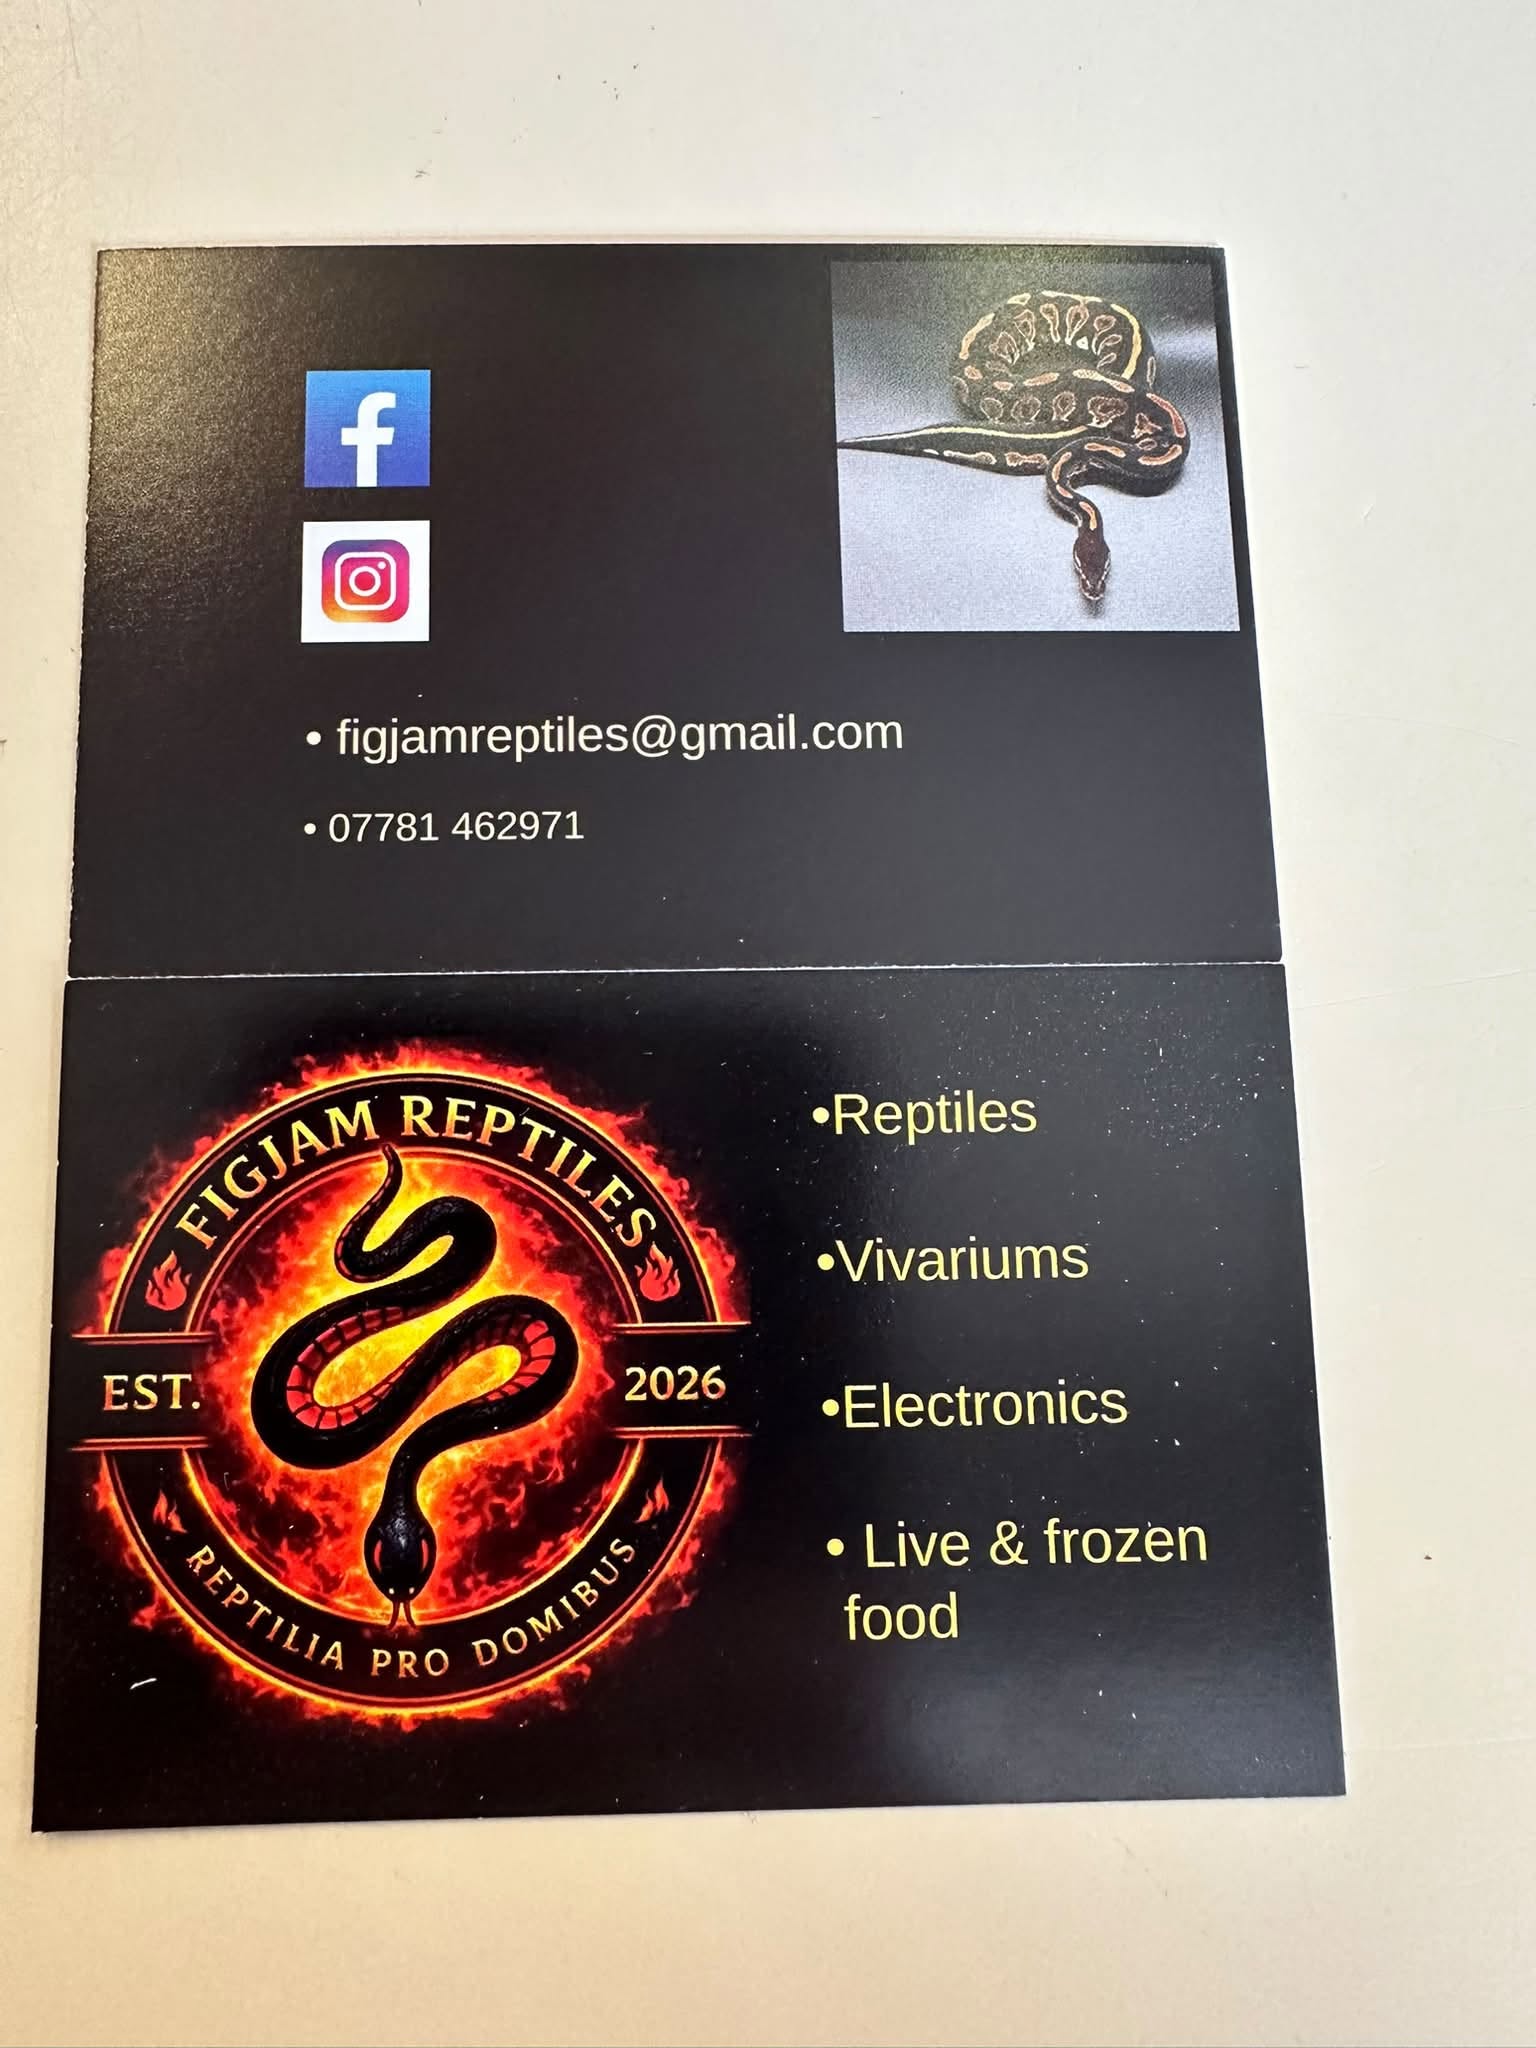 • figjamreptiles@gmail.com
• 07781 462971
FIGJAM REPTILES
EST. 2026
REPTILIA PRO DOMIBUS
•Reptiles
•Vivariums
•Electronics
• Live & frozen
food